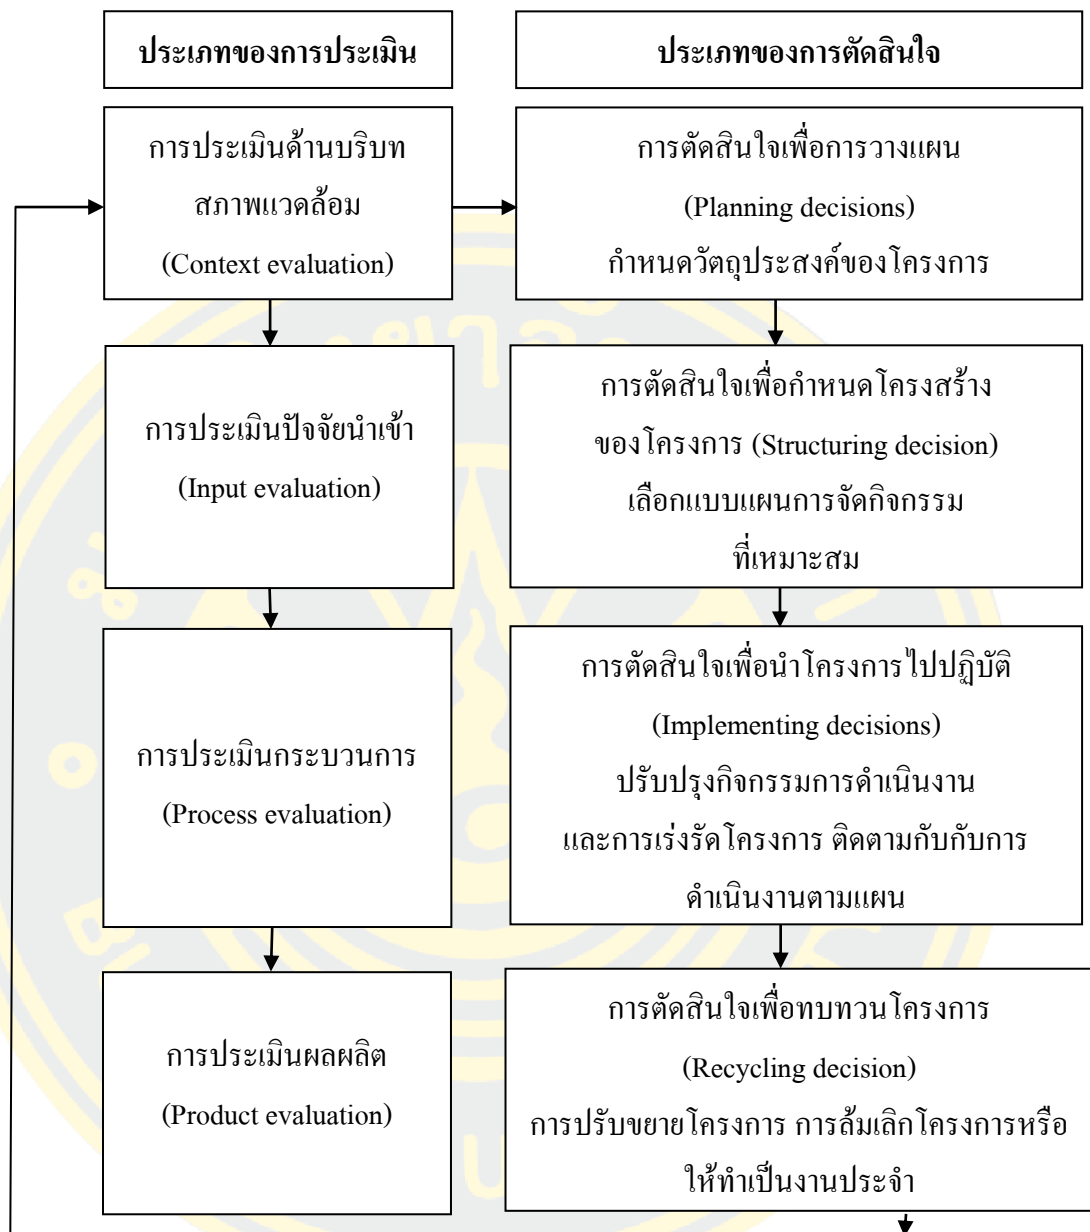 ประเภทของการประเมิน
ประเภทของการตัดสินใจ
การประเมินด้านบริบท
สภาพแวดล้อม
(Context evaluation)
การตัดสินใจเพื่อการวางแผน
(Planning decisions)
กำหนดวัตถุประสงค์ของโครงการ
การประเมินปัจจัยนำเข้า
(Input evaluation)
การตัดสินใจเพื่อกำหนดโครงสร้าง
ของโครงการ (Structuring decision)
เลือกแบบแผนการจัดกิจกรรม
ที่เหมาะสม
การประเมินกระบวนการ
(Process evaluation)
การตัดสินใจเพื่อนำโครงการไปปฏิบัติ
(Implementing decisions)
ปรับปรุงกิจกรรมการดำเนินงาน
และการเร่งรัดโครงการ ติดตามกับกับการ
ดำเนินงานตามแผน
การประเมินผลผลิต
(Product evaluation)
การตัดสินใจเพื่อทบทวนโครงการ
(Recycling decision)
การปรับขยายโครงการ การล้มเลิกโครงการหรือ
ให้ทำเป็นงานประจำ